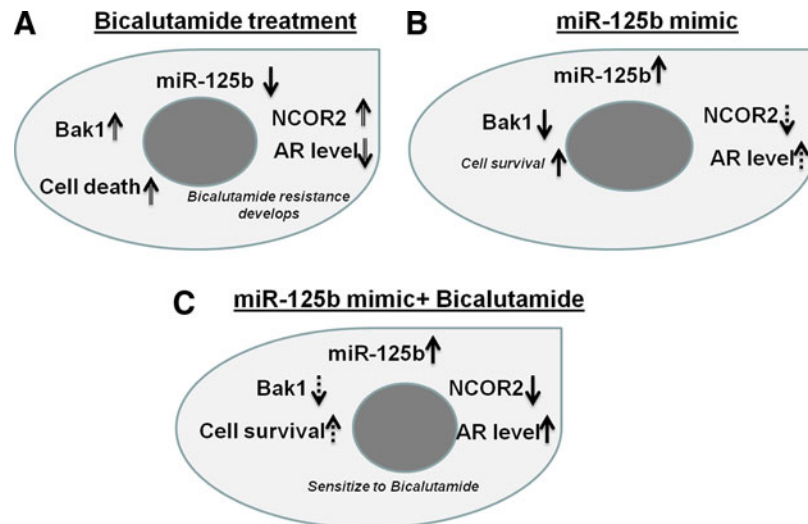 A Bicalutamide treatment
miR-125b
Bak1
NCOR2
AR level
Cell death
Bicalutamide resistance
develops
B miR-125b mimic
miR-125b
Bak1
NCOR2
Cell survival
AR level
C miR-125b mimic+ Bicalutamide
miR-125b
Bak1
NCOR2
Cell survival
AR level
Sensitize to Bicalutamide